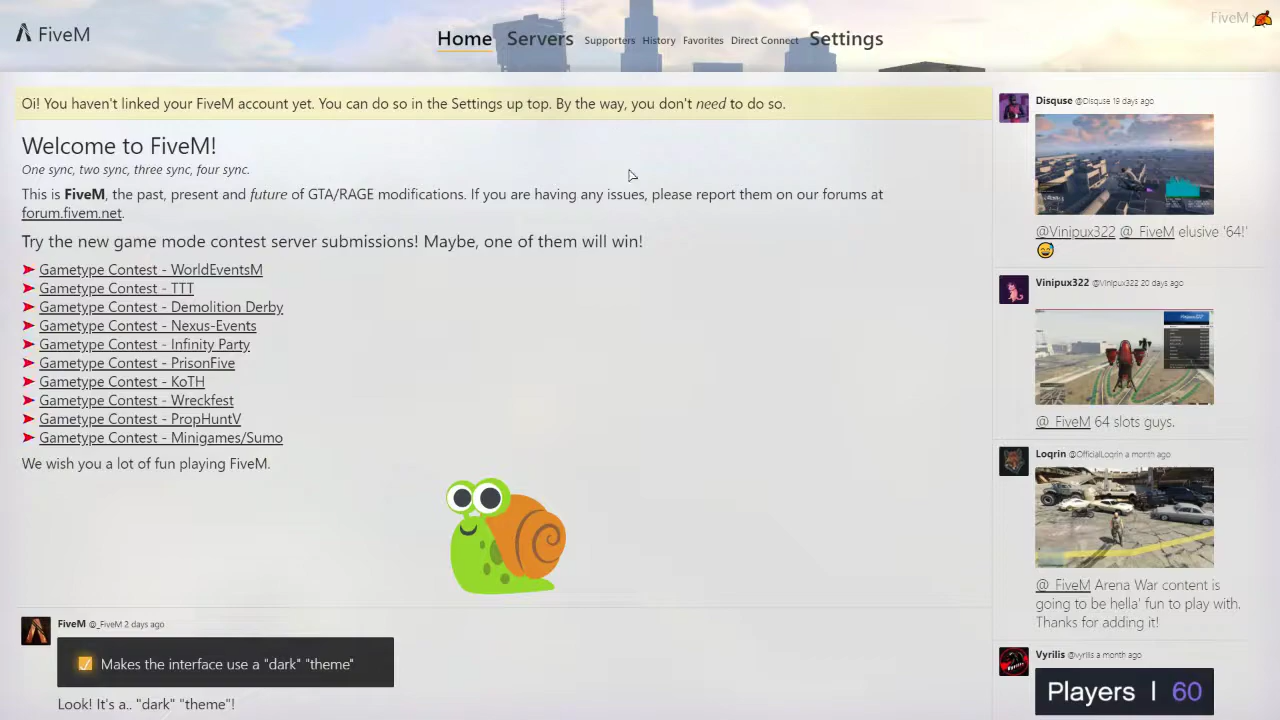 FiveM
Home Servers Supporters History Favorites Direct Connect Settings
FiveM
Oi! You haven't linked your FiveM account yet. You can do so in the Settings up top. By the way, you don't need to do so.
Welcome to FiveM!
One sync, two sync, three sync, four sync.
This is FiveM, the past, present and future of GTA/RAGE modifications. If you are having any issues, please report them on our forums at
forum.fivem.net.
Try the new game mode contest server submissions! Maybe, one of them will win!
➤ Gametype Contest - WorldEventsM
➤ Gametype Contest - TTT
➤ Gametype Contest - Demolition Derby
➤ Gametype Contest - Nexus-Events
➤ Gametype Contest - Infinity Party
➤ Gametype Contest - PrisonFive
➤ Gametype Contest - KoTH
➤ Gametype Contest - Wreckfest
➤ Gametype Contest - PropHuntV
➤ Gametype Contest - Minigames/Sumo
We wish you a lot of fun playing FiveM.
FiveM @_FiveM 2 days ago
Makes the interface use a "dark" "theme"
Look! It's a.. "dark" "theme"!
Disquse @Disquse 19 days ago
@Vinipux322 @_FiveM elusive '64!'
😅
Vinipux322 @Vinipux322 20 days ago
@_FiveM 64 slots guys.
Loqrin @OfficialLoqrin a month ago
@_FiveM Arena War content is
going to be hella' fun to play with.
Thanks for adding it!
Vyrilis @vyrilis a month ago
Players | 60